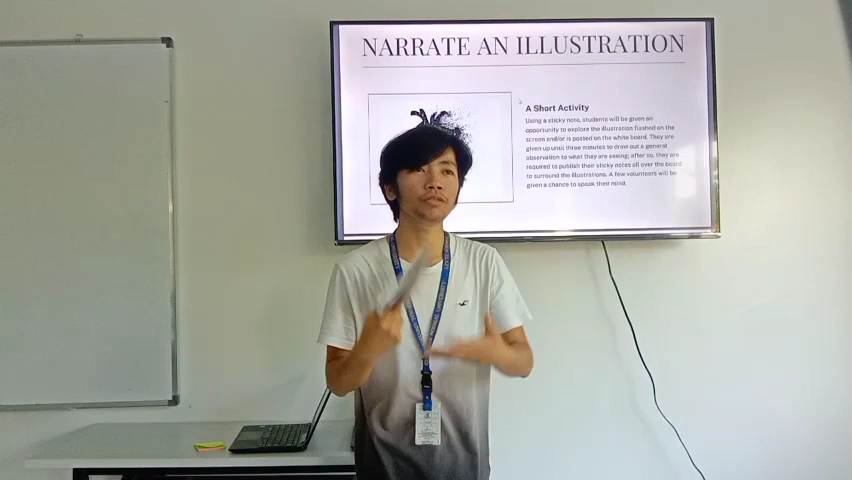 NARRATE AN ILLUSTRATION
A Short Activity
Using a sticky note, students will be given an
opportunity to explore the illustration flashed on the
screen and/or is posted on the white board. They are
given up until three minutes to draw out a general
observation to what they are seeing; after so, they are
required to publish their sticky notes all over the board
to surround the illustrations. A few volunteers will be
given a chance to speak their mind.